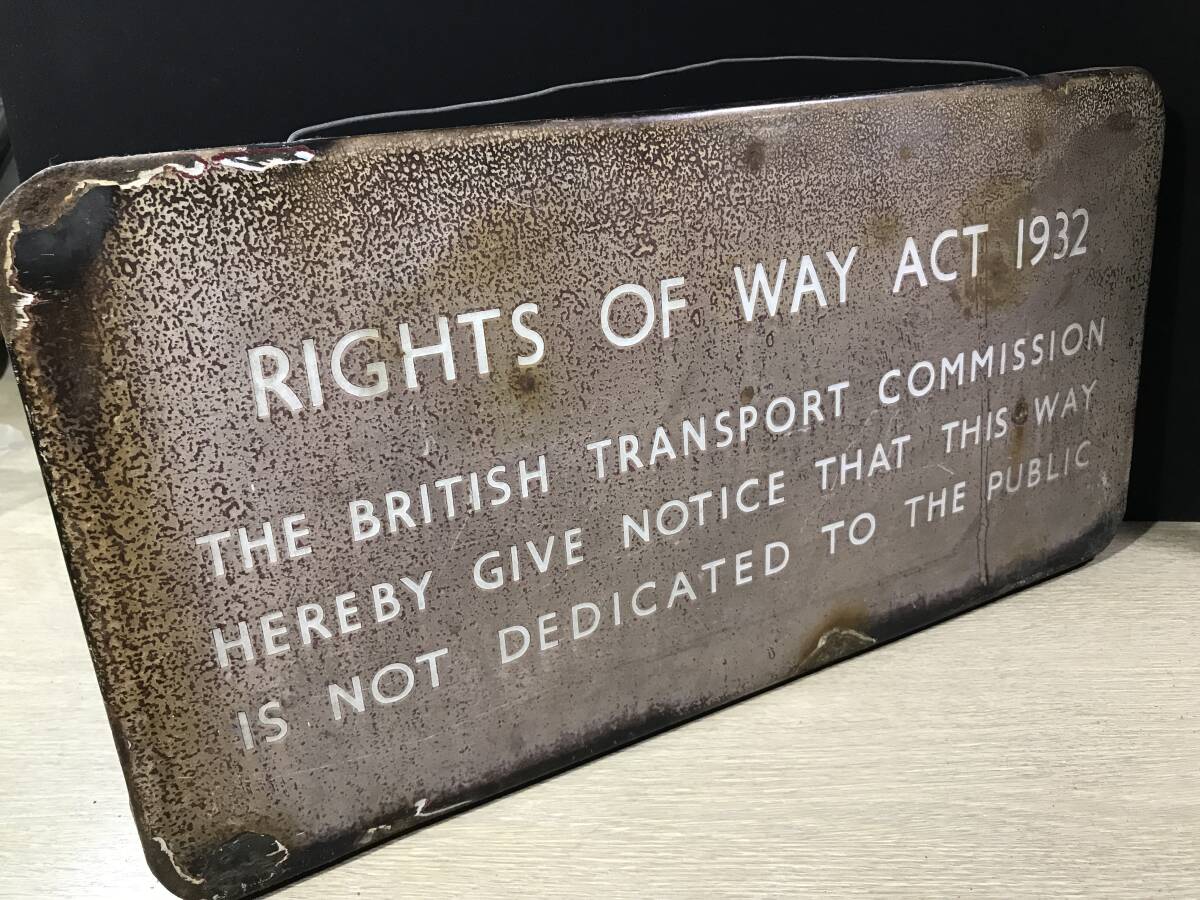 RIGHTS OF WAY ACT 1932
THE BRITISH TRANSPORT COMMISSION
HEREBY GIVE NOTICE THAT THIS WAY
IS NOT DEDICATED TO THE PUBLIC